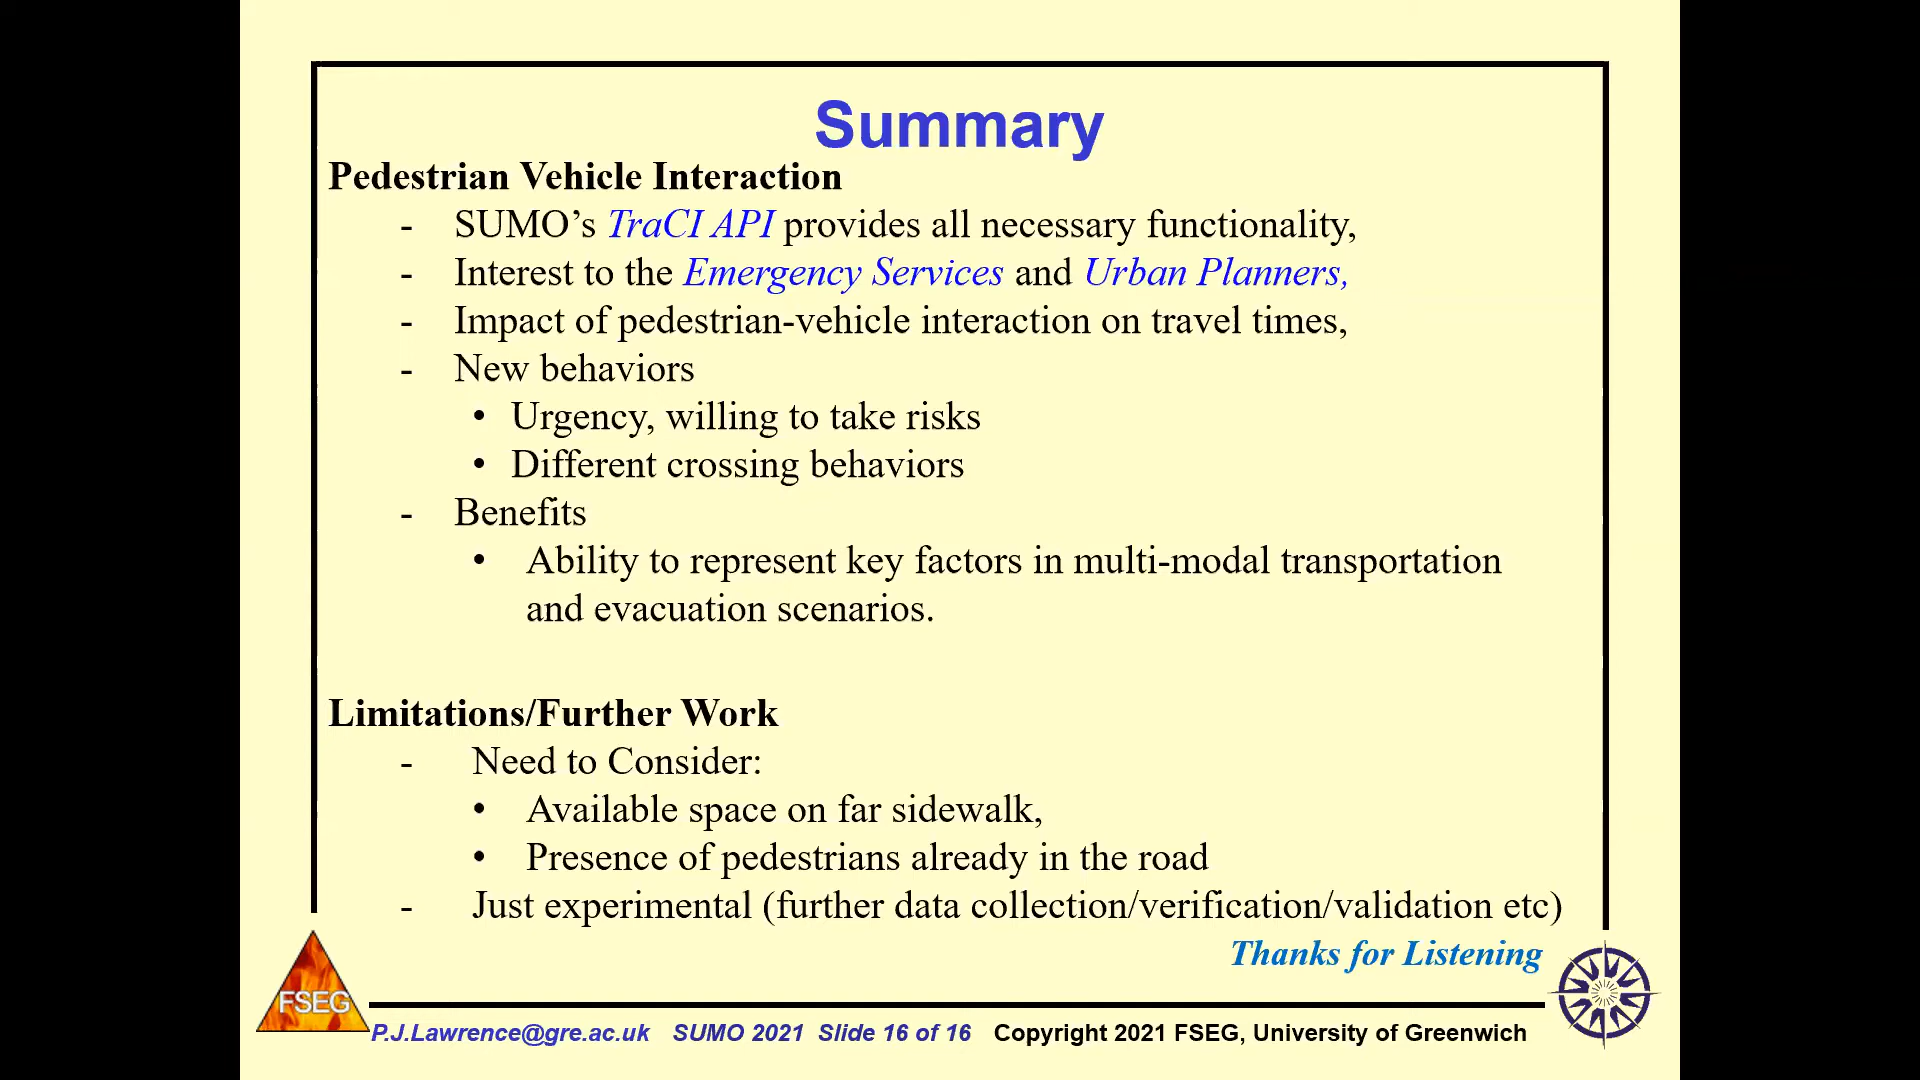 Summary
Pedestrian Vehicle Interaction
- SUMO’s TraCI API provides all necessary functionality,
- Interest to the Emergency Services and Urban Planners,
- Impact of pedestrian-vehicle interaction on travel times,
- New behaviors
• Urgency, willing to take risks
• Different crossing behaviors
- Benefits
• Ability to represent key factors in multi-modal transportation
and evacuation scenarios.
Limitations/Further Work
- Need to Consider:
• Available space on far sidewalk,
• Presence of pedestrians already in the road
- Just experimental (further data collection/verification/validation etc)
Thanks for Listening
FSEG
P.J.Lawrence@gre.ac.uk SUMO 2021 Slide 16 of 16 Copyright 2021 FSEG, University of Greenwich